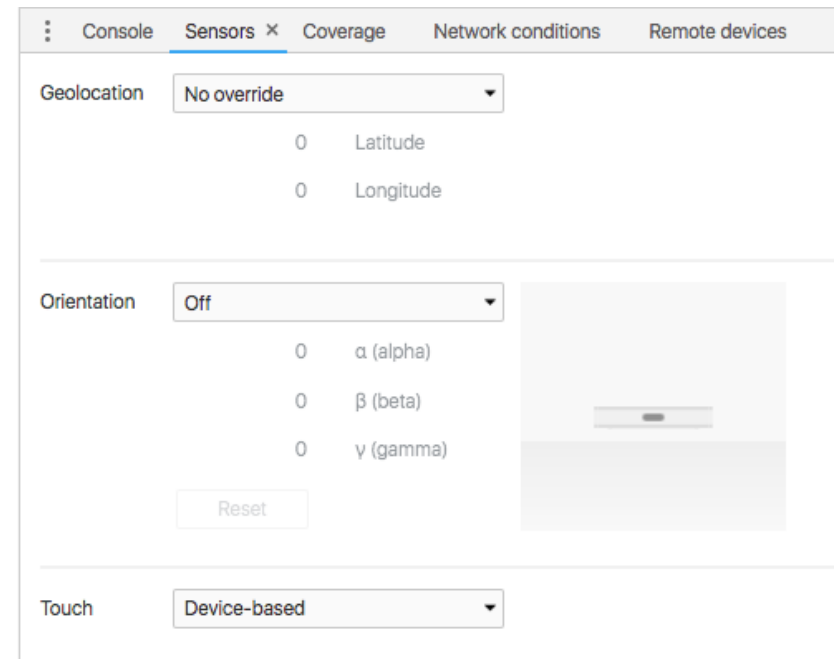 Console Sensors × Coverage Network conditions Remote devices
Geolocation No override
0 Latitude
0 Longitude
Orientation Off
0 α (alpha)
0 β (beta)
0 γ (gamma)
Reset
Touch Device-based